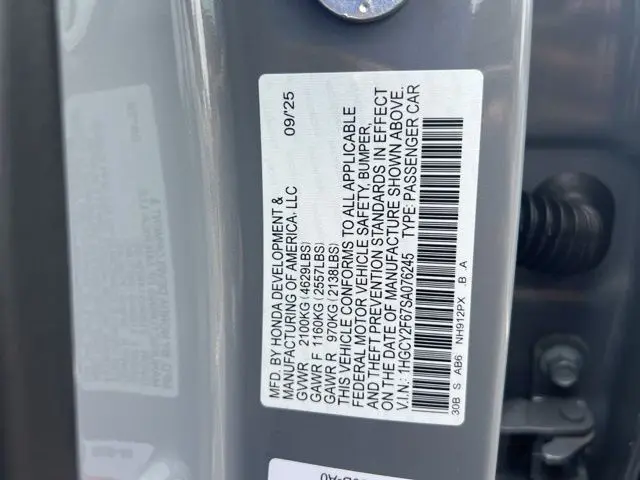 MFD. BY HONDA DEVELOPMENT &
MANUFACTURING OF AMERICA, LLC 09/'25
GVWR 2100KG (4629LBS)
GAWR F 1160KG (2557LBS)
GAWR R 970KG (2138LBS)
THIS VEHICLE CONFORMS TO ALL APPLICABLE
FEDERAL MOTOR VEHICLE SAFETY, BUMPER,
AND THEFT PREVENTION STANDARDS IN EFFECT
ON THE DATE OF MANUFACTURE SHOWN ABOVE.
V.I.N.: 1HGCY2F67SA076245 TYPE: PASSENGER CAR
30B S AB6 NH912PX .B .A